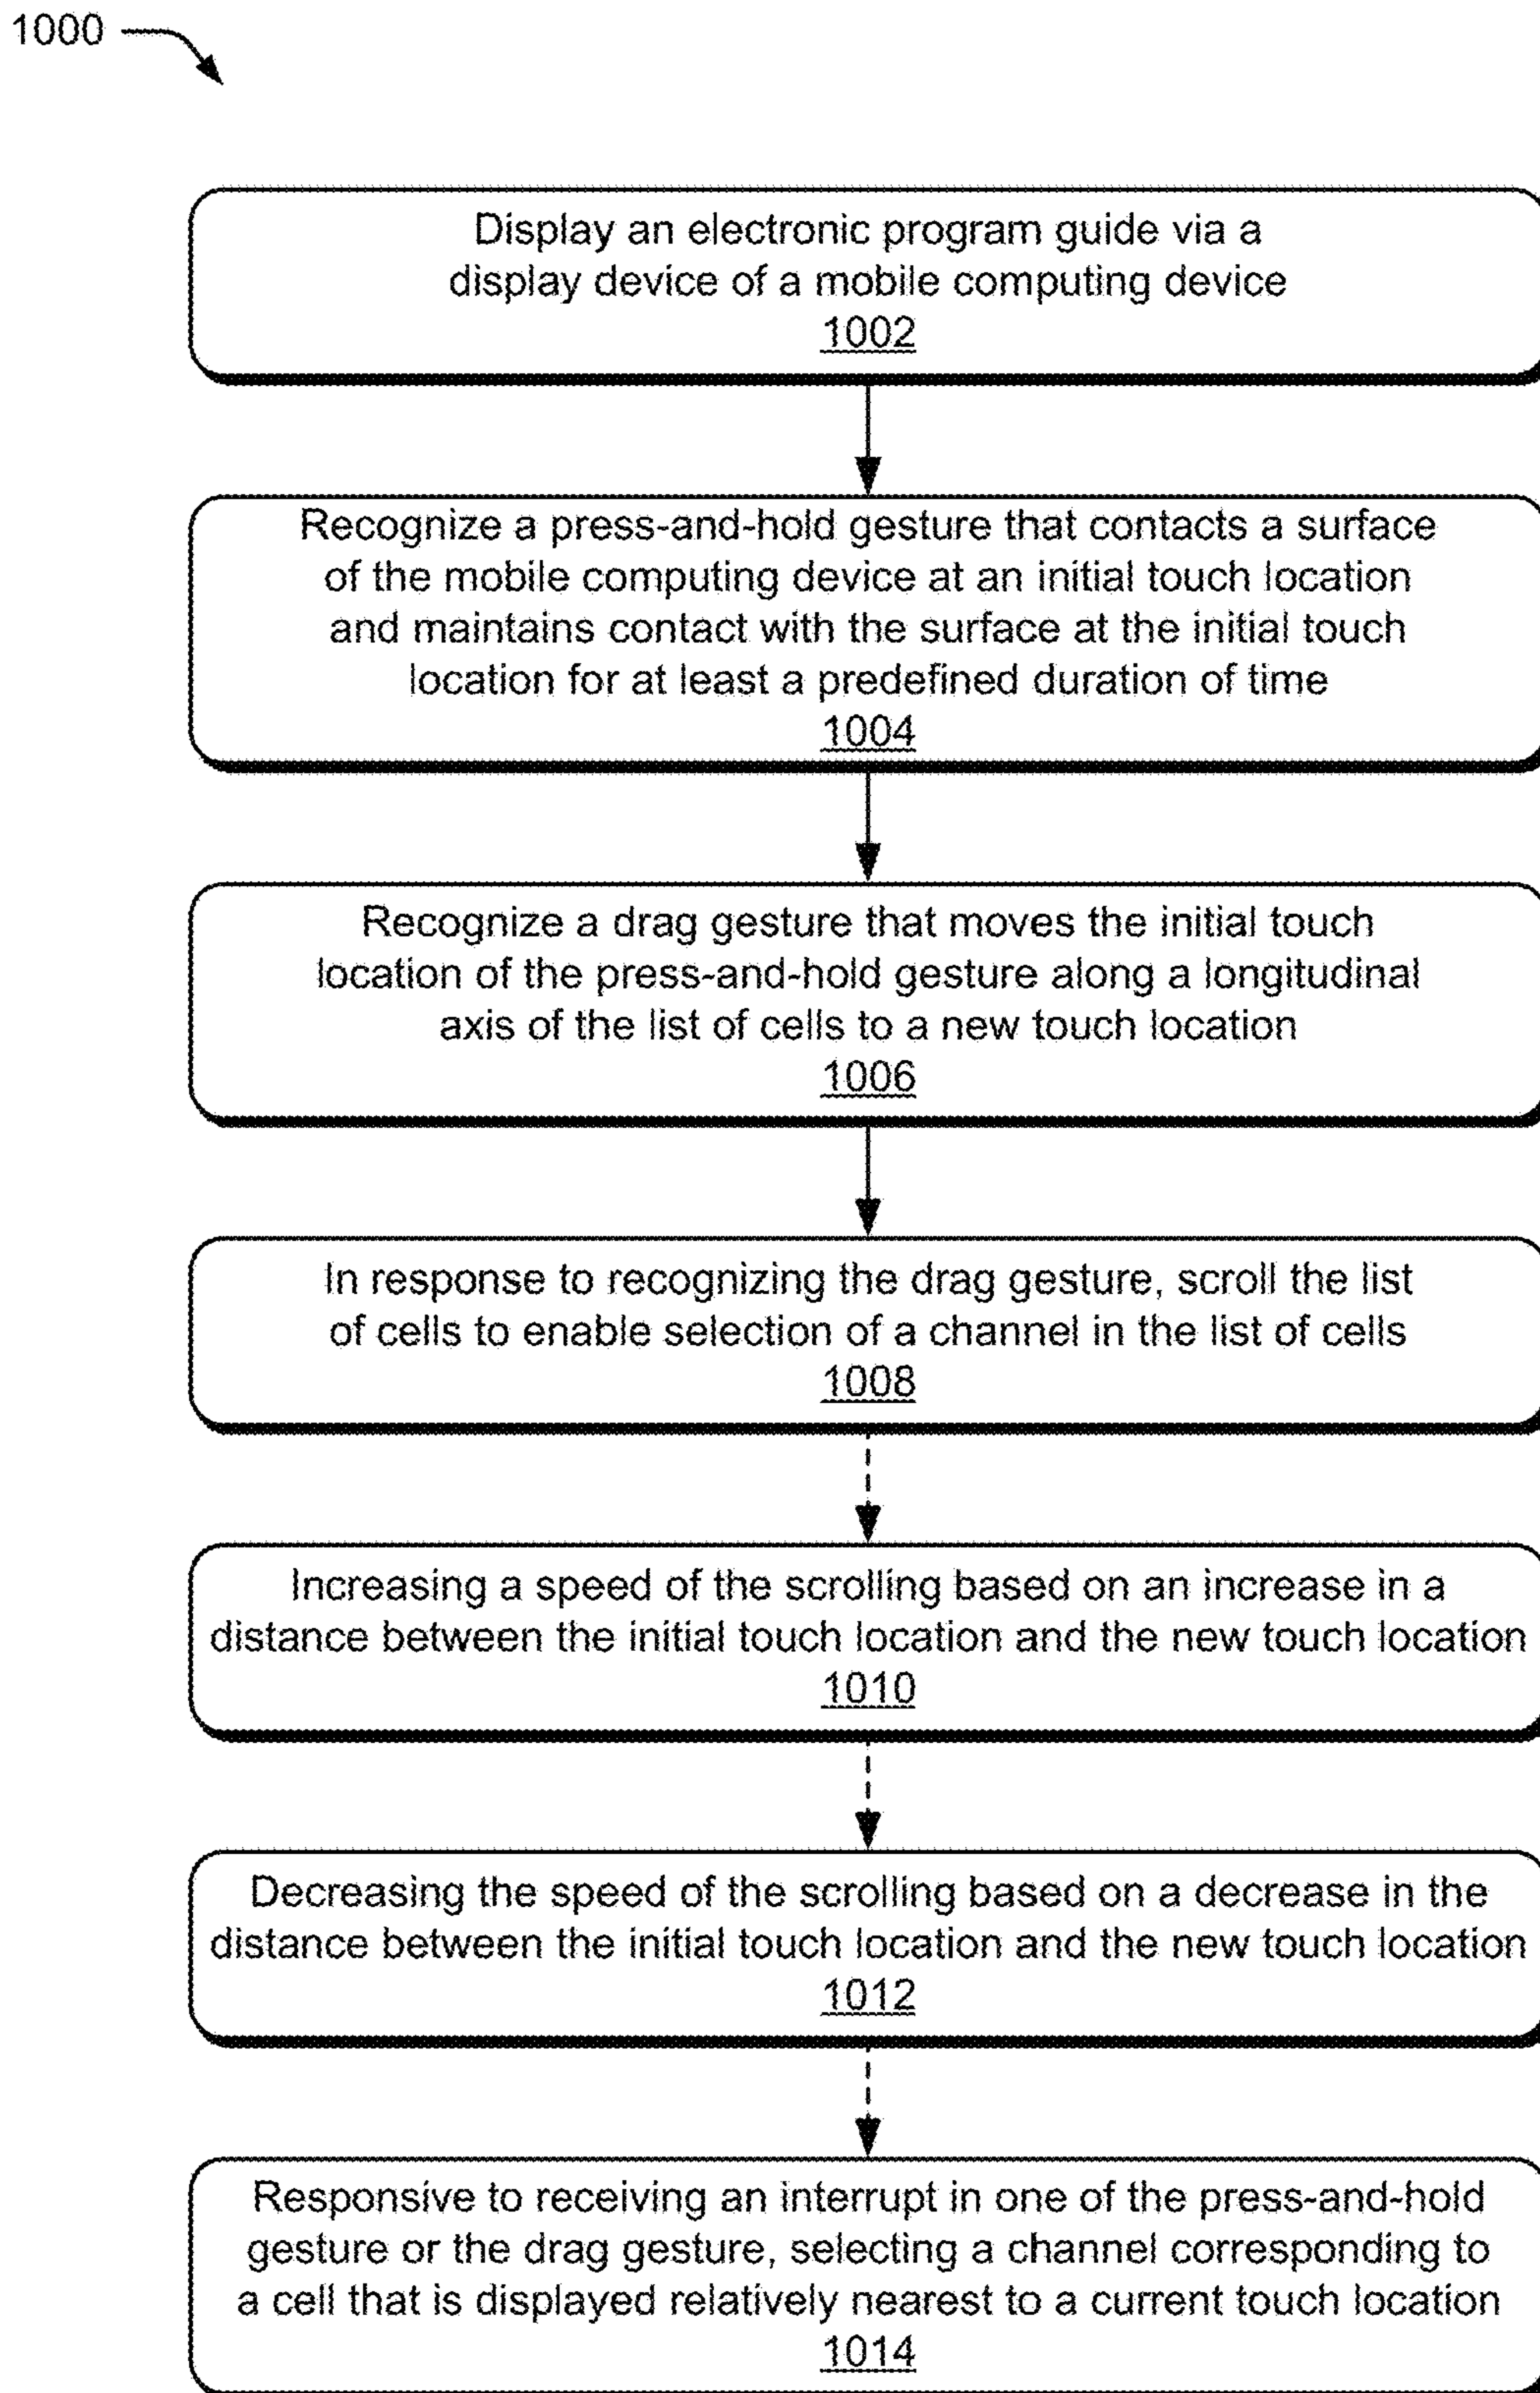 1000
Display an electronic program guide via a
display device of a mobile computing device
1002
Recognize a press-and-hold gesture that contacts a surface
of the mobile computing device at an initial touch location
and maintains contact with the surface at the initial touch
location for at least a predefined duration of time
1004
Recognize a drag gesture that moves the initial touch
location of the press-and-hold gesture along a longitudinal
axis of the list of cells to a new touch location
1006
In response to recognizing the drag gesture, scroll the list
of cells to enable selection of a channel in the list of cells
1008
Increasing a speed of the scrolling based on an increase in a
distance between the initial touch location and the new touch location
1010
Decreasing the speed of the scrolling based on a decrease in the
distance between the initial touch location and the new touch location
1012
Responsive to receiving an interrupt in one of the press-and-hold
gesture or the drag gesture, selecting a channel corresponding to
a cell that is displayed relatively nearest to a current touch location
1014